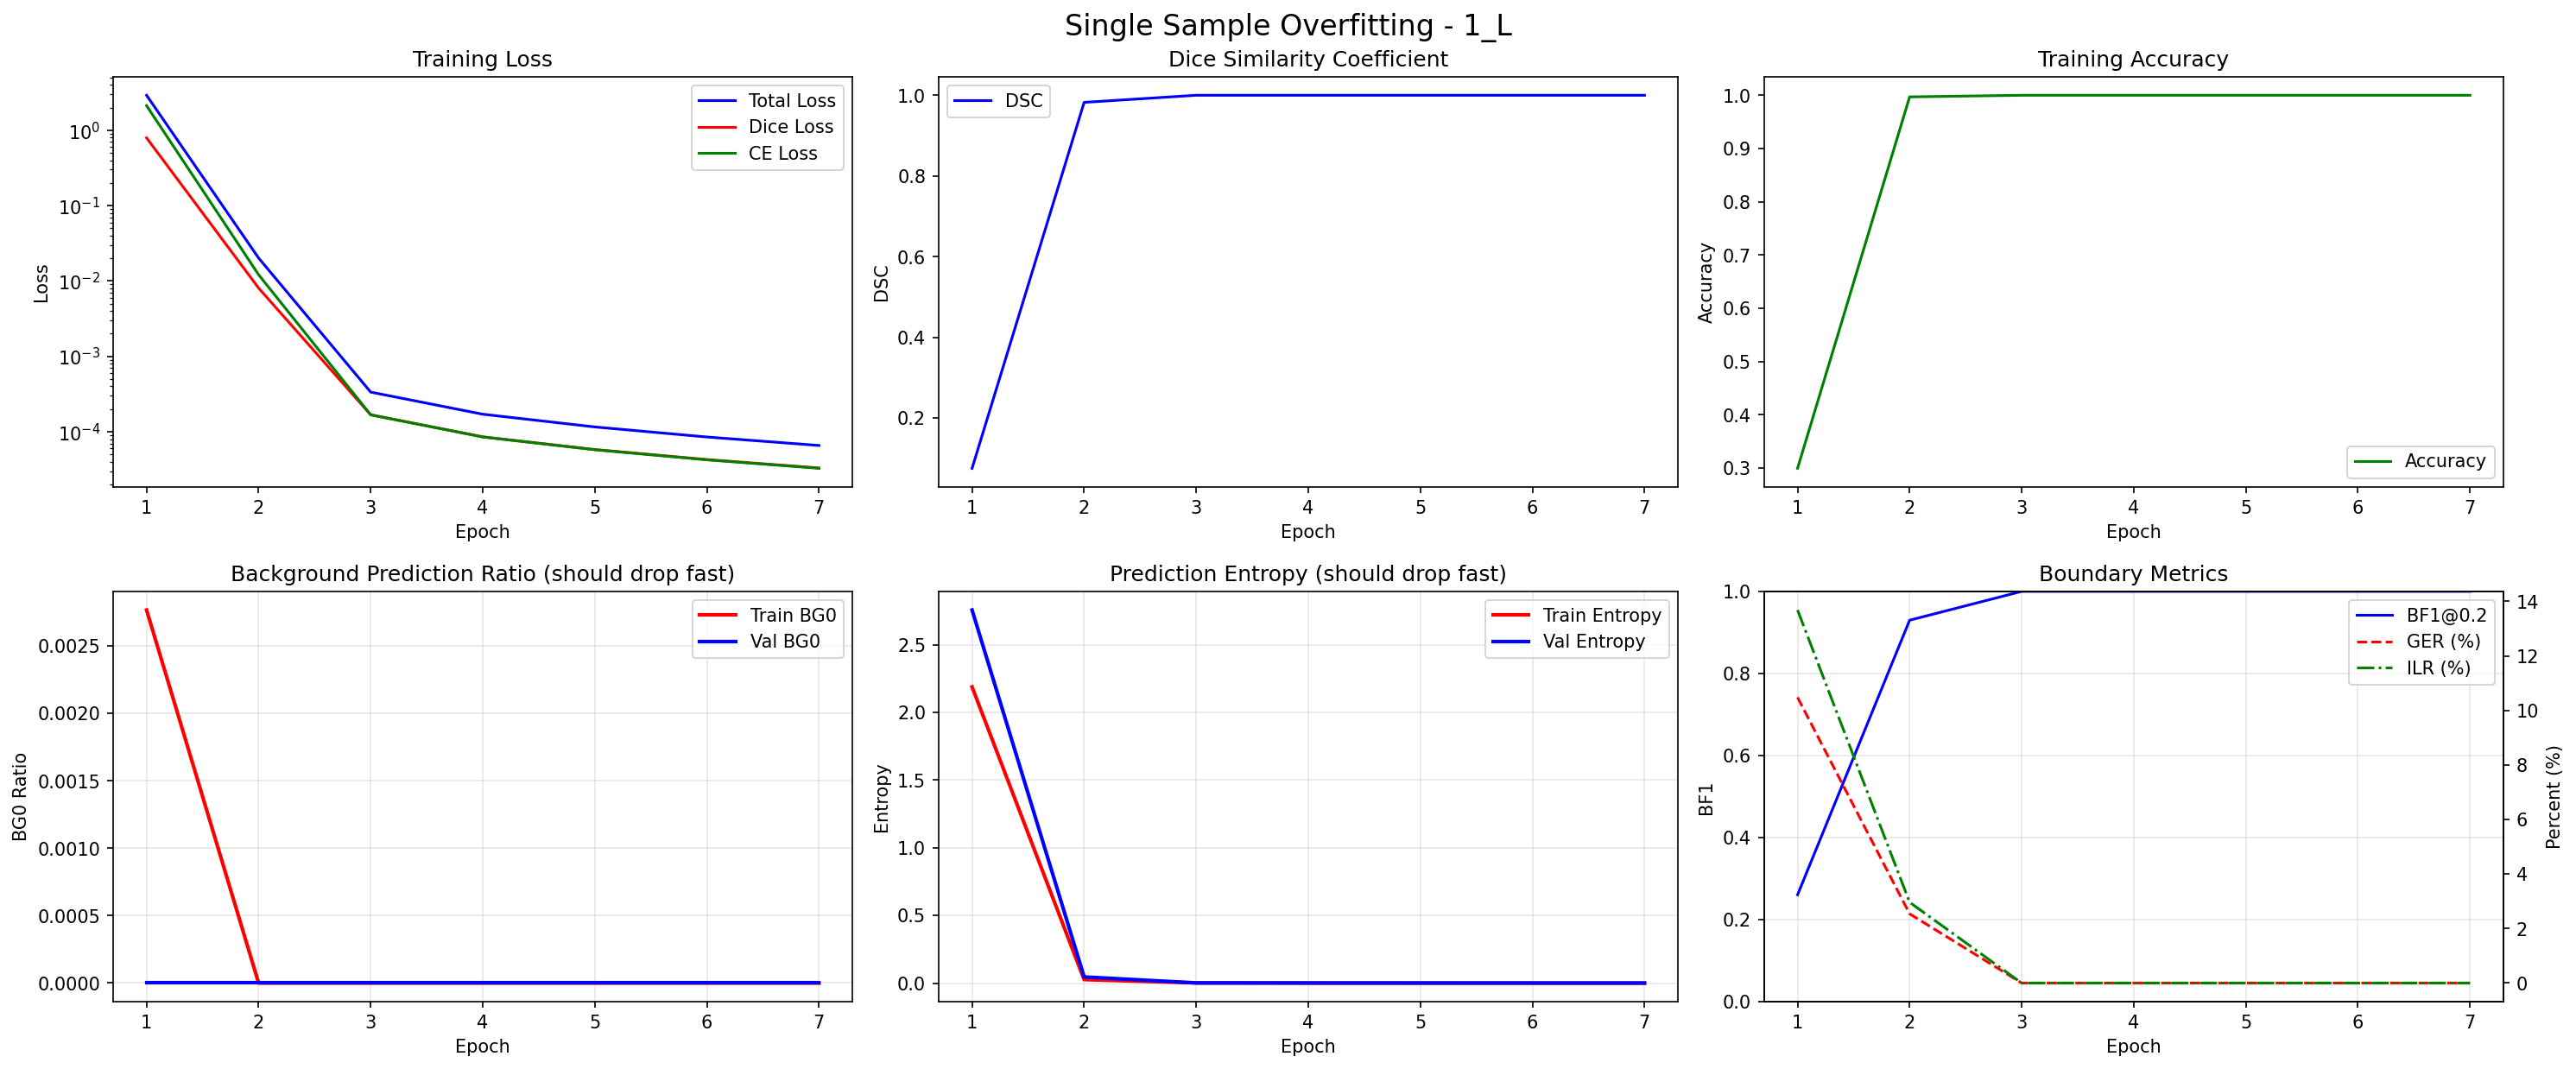 Single Sample Overfitting - 1_L
Training Loss
Loss
10⁰
10⁻¹
10⁻²
10⁻³
10⁻⁴
Total Loss
Dice Loss
CE Loss
1 2 3 4 5 6 7
Epoch
Dice Similarity Coefficient
DSC
1.0
0.8
0.6
0.4
0.2
DSC
1 2 3 4 5 6 7
Epoch
Training Accuracy
Accuracy
1.0
0.9
0.8
0.7
0.6
0.5
0.4
0.3
Accuracy
1 2 3 4 5 6 7
Epoch
Background Prediction Ratio (should drop fast)
BG0 Ratio
0.0025
0.0020
0.0015
0.0010
0.0005
0.0000
Train BG0
Val BG0
1 2 3 4 5 6 7
Epoch
Prediction Entropy (should drop fast)
Entropy
2.5
2.0
1.5
1.0
0.5
0.0
Train Entropy
Val Entropy
1 2 3 4 5 6 7
Epoch
Boundary Metrics
BF1
1.0
0.8
0.6
0.4
0.2
0.0
BF1@0.2
GER (%)
ILR (%)
14
12
10
8
6
4
2
0
Percent (%)
1 2 3 4 5 6 7
Epoch